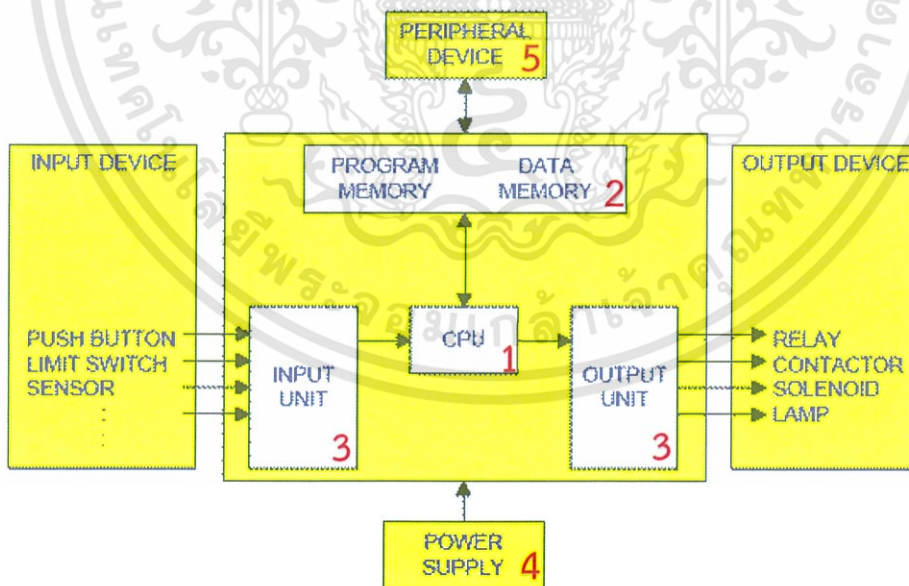 PERIPHERAL
DEVICE 5
INPUT DEVICE
PROGRAM
MEMORY
DATA
MEMORY 2
OUTPUT DEVICE
PUSH BUTTON
LIMIT SWITCH
SENSOR
:
:
INPUT
UNIT
3
CPU
1
OUTPUT
UNIT
3
RELAY
CONTACTOR
SOLENOID
LAMP
POWER
SUPPLY 4